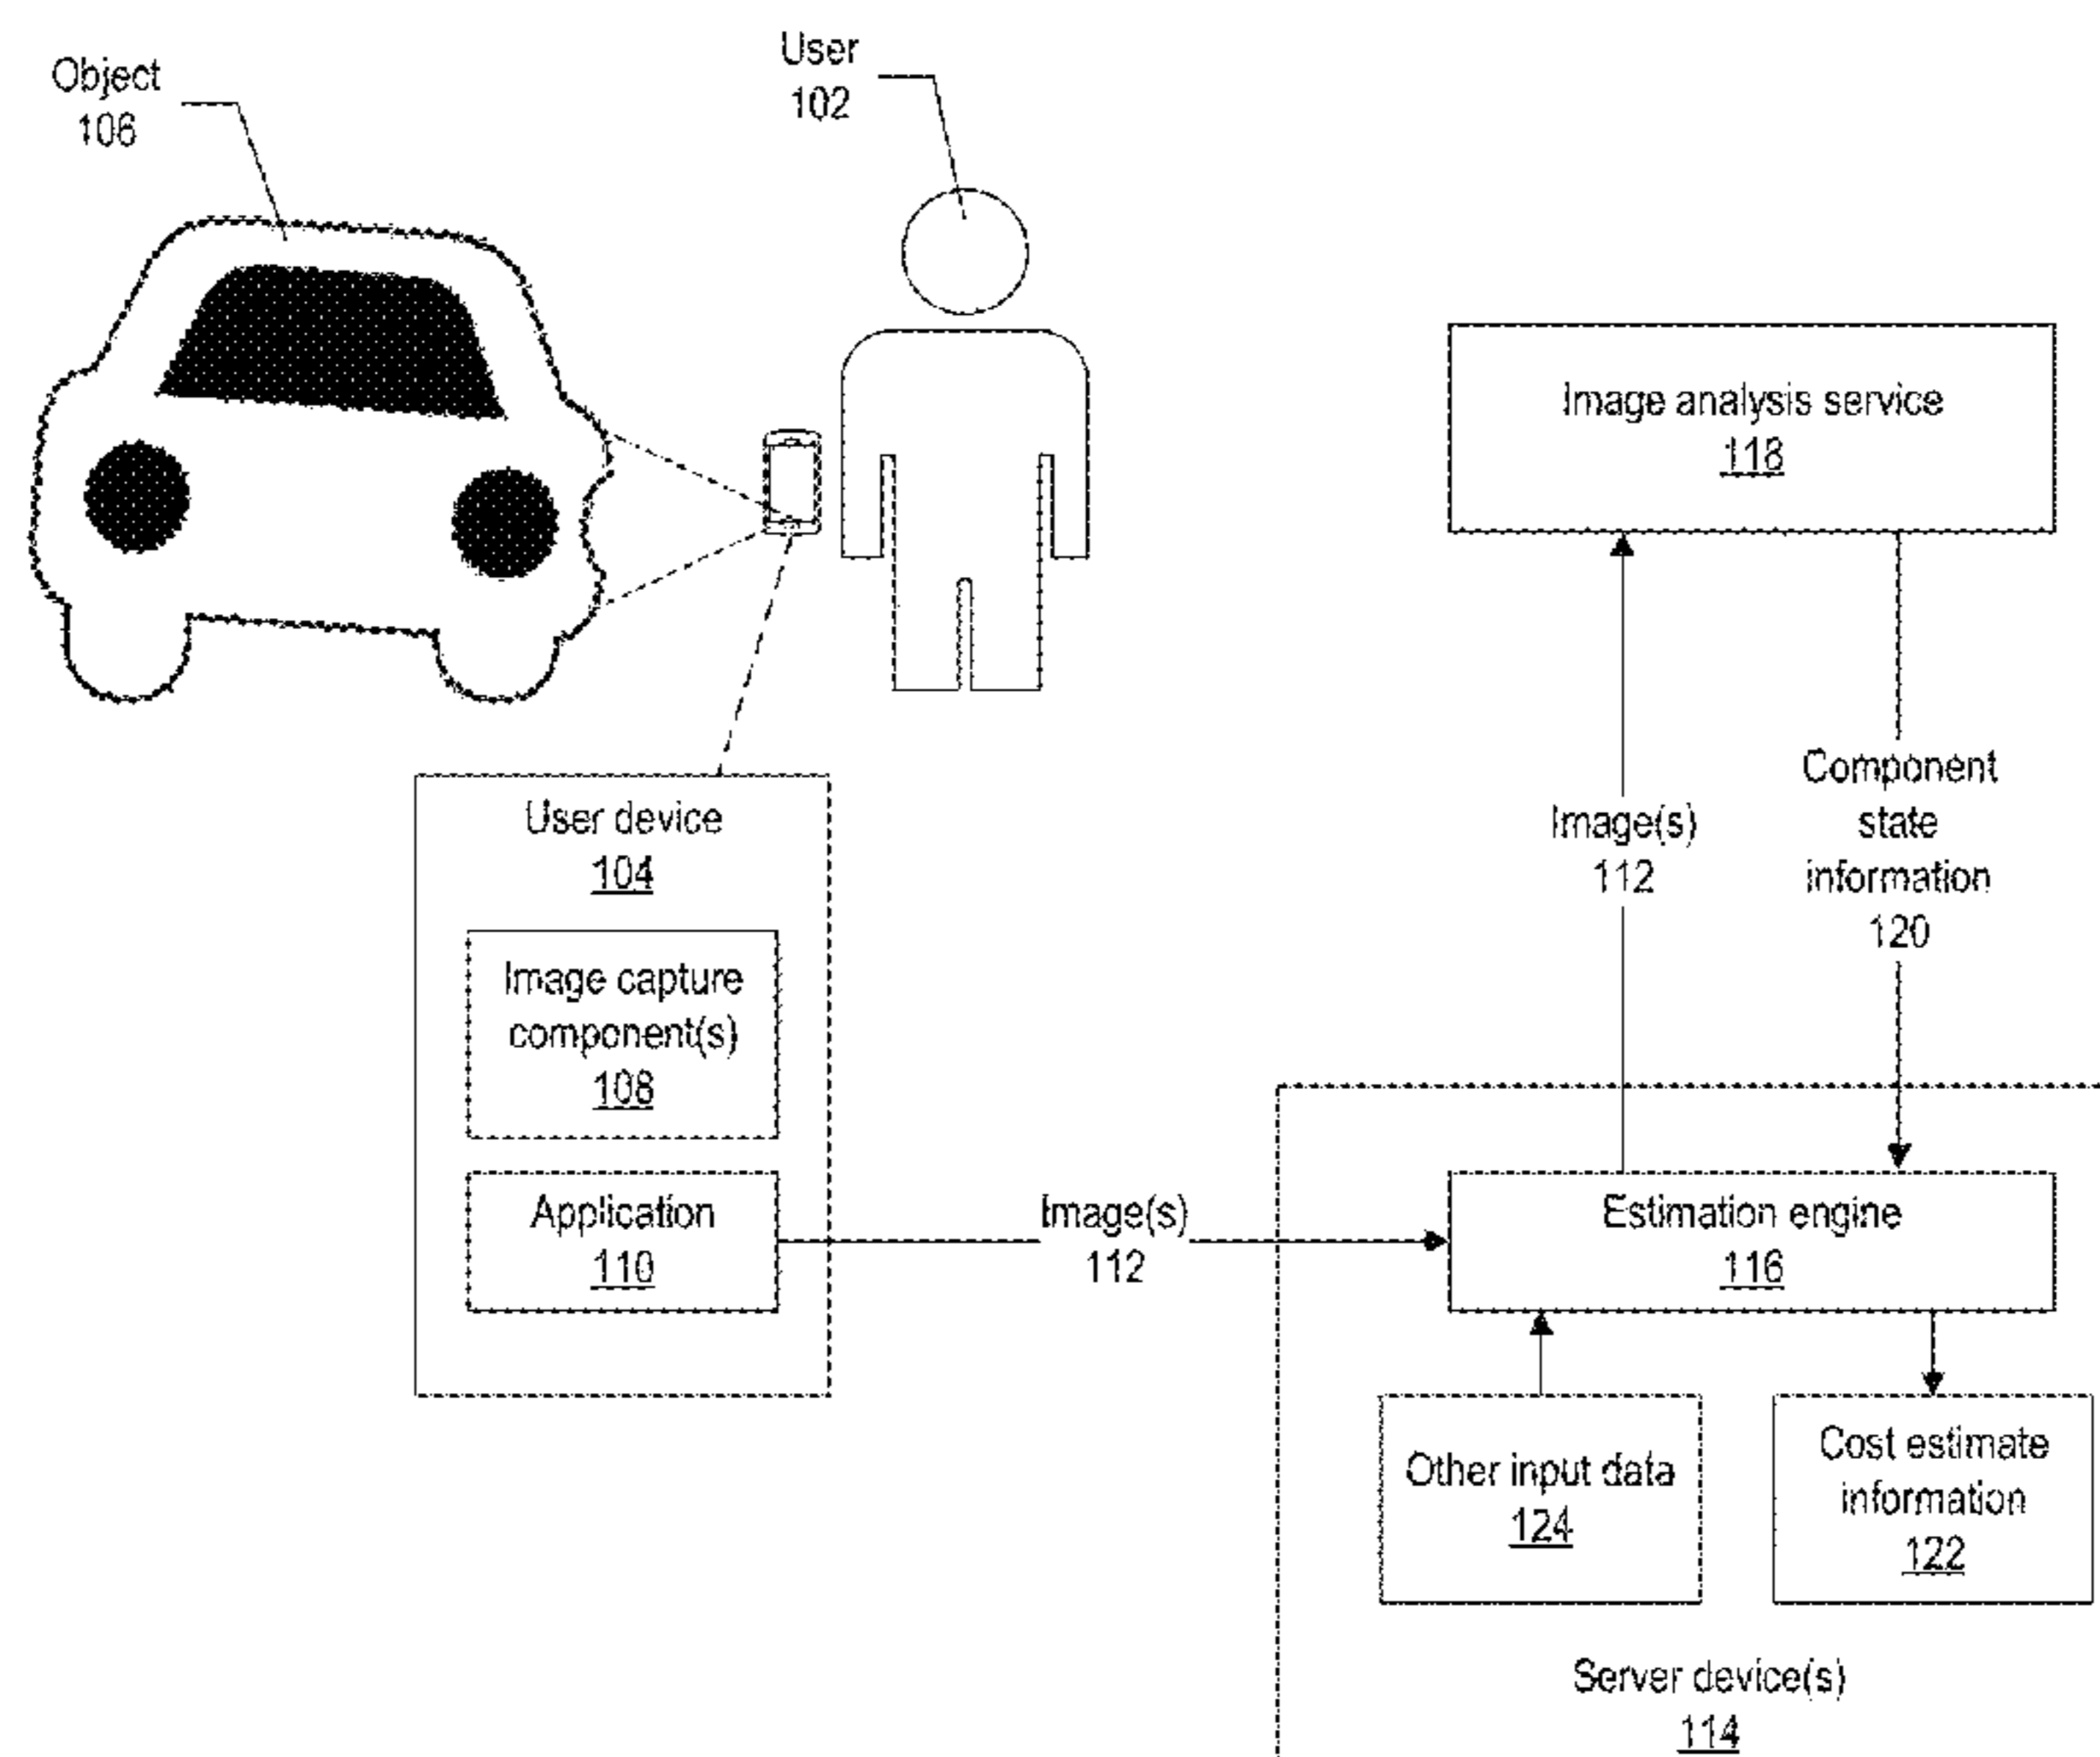 Object
106
User
102
Image analysis service
118
User device
104
Image capture
component(s)
108
Application
110
Image(s)
112
Image(s)
112
Component
state
information
120
Estimation engine
116
Other input data
124
Cost estimate
information
122
Server device(s)
114